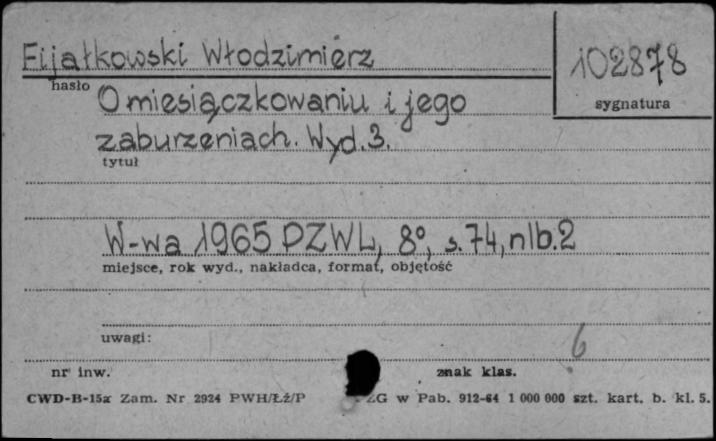 Fijałkowski Włodzimierz
102878
hasło
sygnatura
O miesiączkowaniu i jego
zaburzeniach. Wyd. 3.
tytuł
W-wa 1965 PZWL, 8°, s. 74, nlb. 2
miejsce, rok wyd., nakładca, format, objętość
uwagi:
6
nr inw.
znak klas.
CWD-B-15a Zam. Nr 2924 PWH/Łź/P ZG w Pab. 912-64 1 000 000 szt. kart. b. kl. 5.